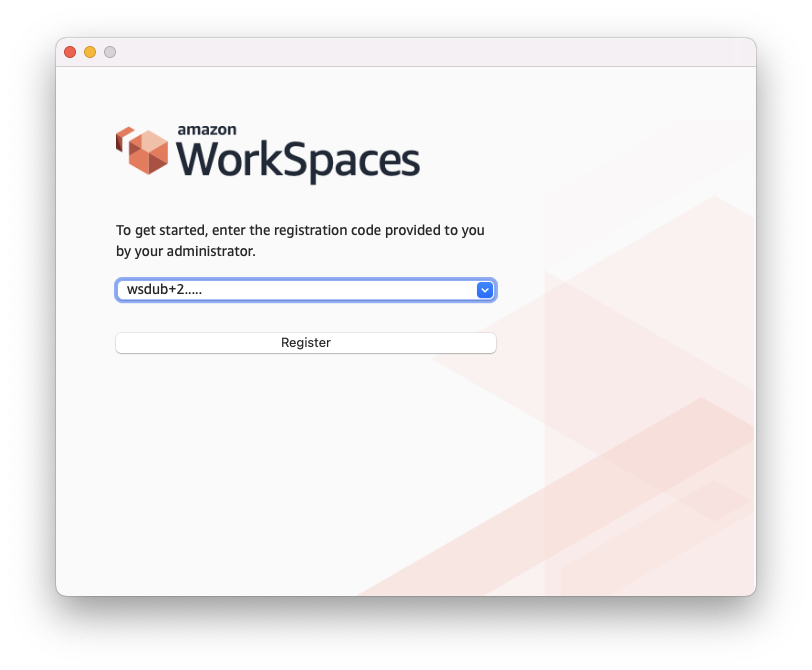 amazon
WorkSpaces
To get started, enter the registration code provided to you
by your administrator.
wsdub+2.....
Register